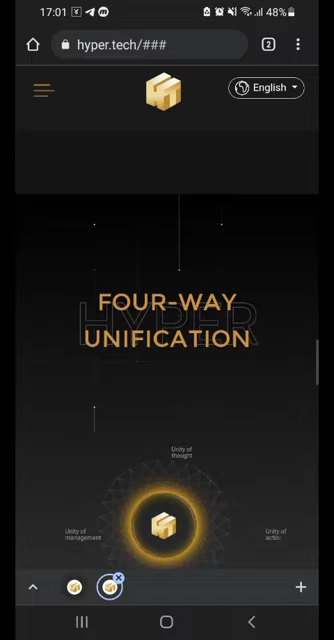 17:01
48%
hyper.tech/###
2
English
HYPER
FOUR-WAY
UNIFICATION
Unity of
thought
Unity of
management
Unity of
action